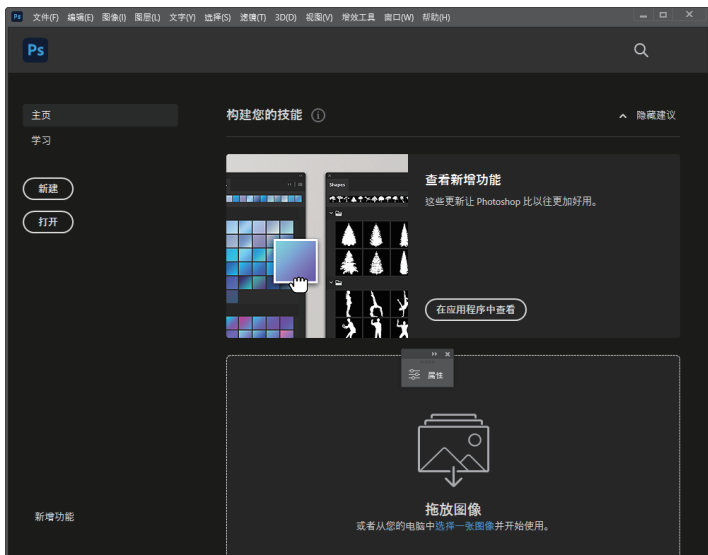 Ps 文件(F) 编辑(E) 图像(I) 图层(L) 文字(Y) 选择(S) 滤镜(T) 3D(D) 视图(V) 增效工具 窗口(W) 帮助(H)
Ps
主页
构建您的技能
隐藏建议
学习
新建
打开
Shapes
查看新增功能
这些更新让 Photoshop 比以往更加好用。
在应用程序中查看
属性
拖放图像
或者从您的电脑中选择一张图像并开始使用。
新增功能